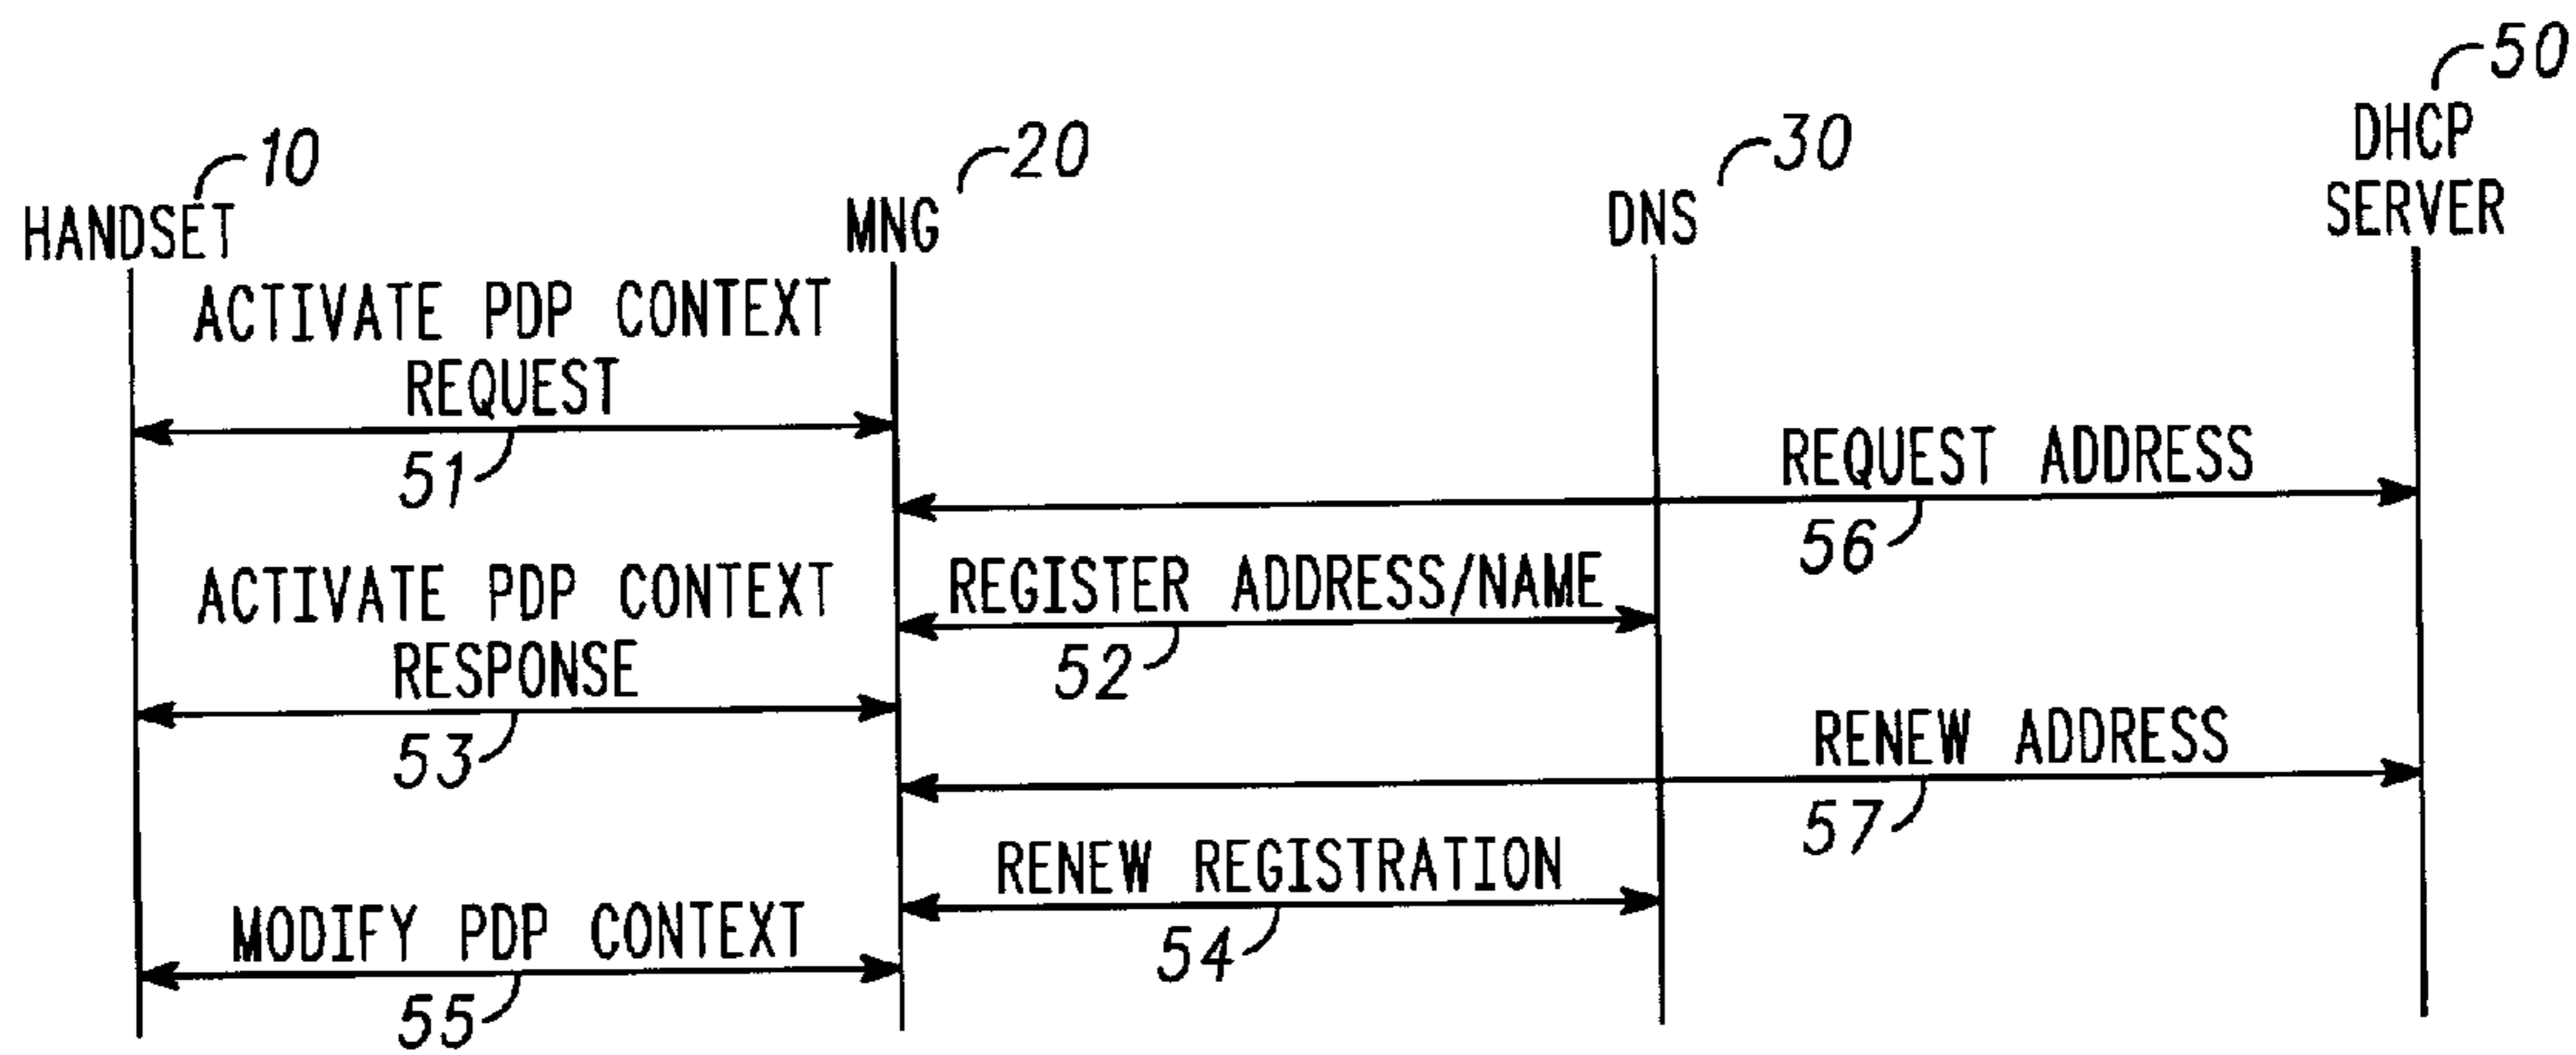 50
DHCP
SERVER
10
20
30
HANDSET
MNG
DNS
ACTIVATE PDP CONTEXT
REQUEST
51
REQUEST ADDRESS
56
REGISTER ADDRESS/NAME
52
ACTIVATE PDP CONTEXT
RESPONSE
53
RENEW ADDRESS
57
RENEW REGISTRATION
54
MODIFY PDP CONTEXT
55